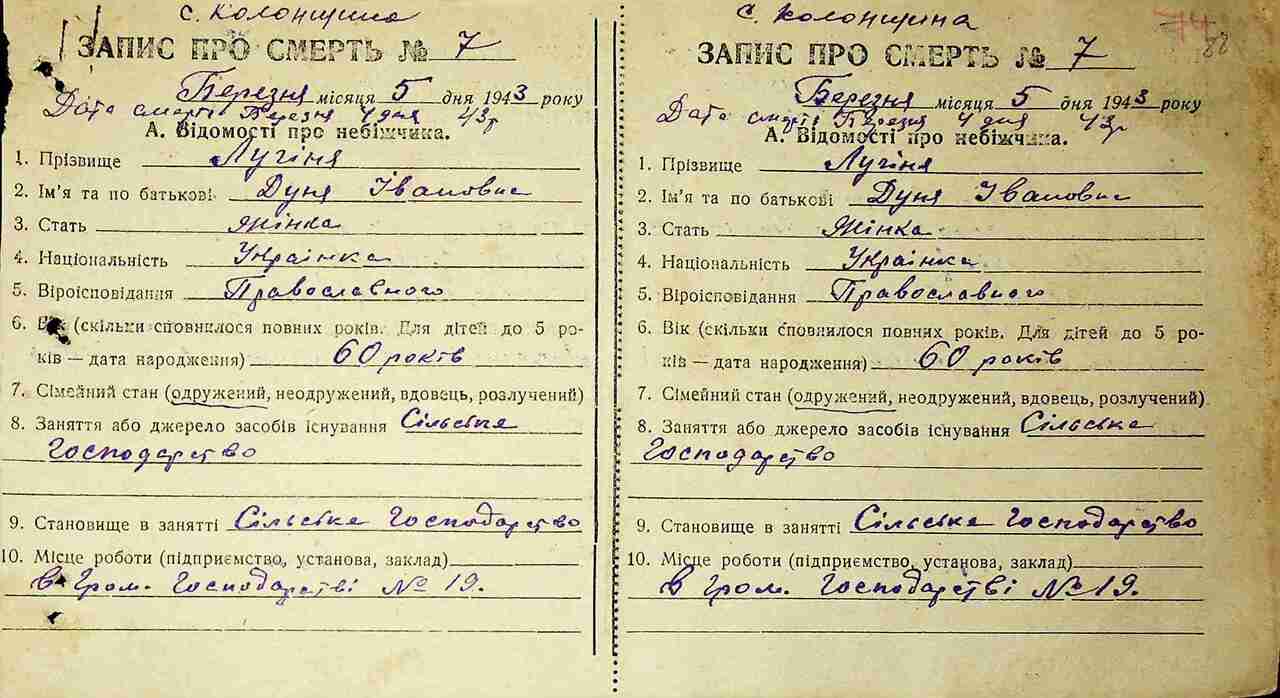 с. Колонщина
ЗАПИС ПРО СМЕРТЬ № 7
Березня місяця 5 дня 1943 року
Дата смерті Березня 4 дня 43р
А. Відомості про небіжчика.
1. Прізвище Лугіня
2. Ім'я та по батькові Дуня Івановна
3. Стать Жінка
4. Національність Українка
5. Віроісповідання Православного
6. Вік (скільки сповнилося повних років. Для дітей до 5 ро-
ків — дата народження) 60 років
7. Сімейний стан (одружений, неодружений, вдовець, розлучений)
8. Заняття або джерело засобів існування Сільське
Господарство
9. Становище в занятті Сільське Господарство
10. Місце роботи (підприємство, установа, заклад)
в Гром. Господарстві № 19.
с. Колонщина
ЗАПИС ПРО СМЕРТЬ № 7
Березня місяця 5 дня 1943 року
Дата смерті Березня 4 дня 43р
А. Відомості про небіжчика.
1. Прізвище Лугіня
2. Ім'я та по батькові Дуня Івановна
3. Стать Жінка
4. Національність Українка
5. Віроісповідання Православного
6. Вік (скільки сповнилося повних років. Для дітей до 5 ро-
ків — дата народження) 60 років
7. Сімейний стан (одружений, неодружений, вдовець, розлучений)
8. Заняття або джерело засобів існування Сільське
Господарство
9. Становище в занятті Сільське Господарство
10. Місце роботи (підприємство, установа, заклад)
в Гром. Господарстві № 19.